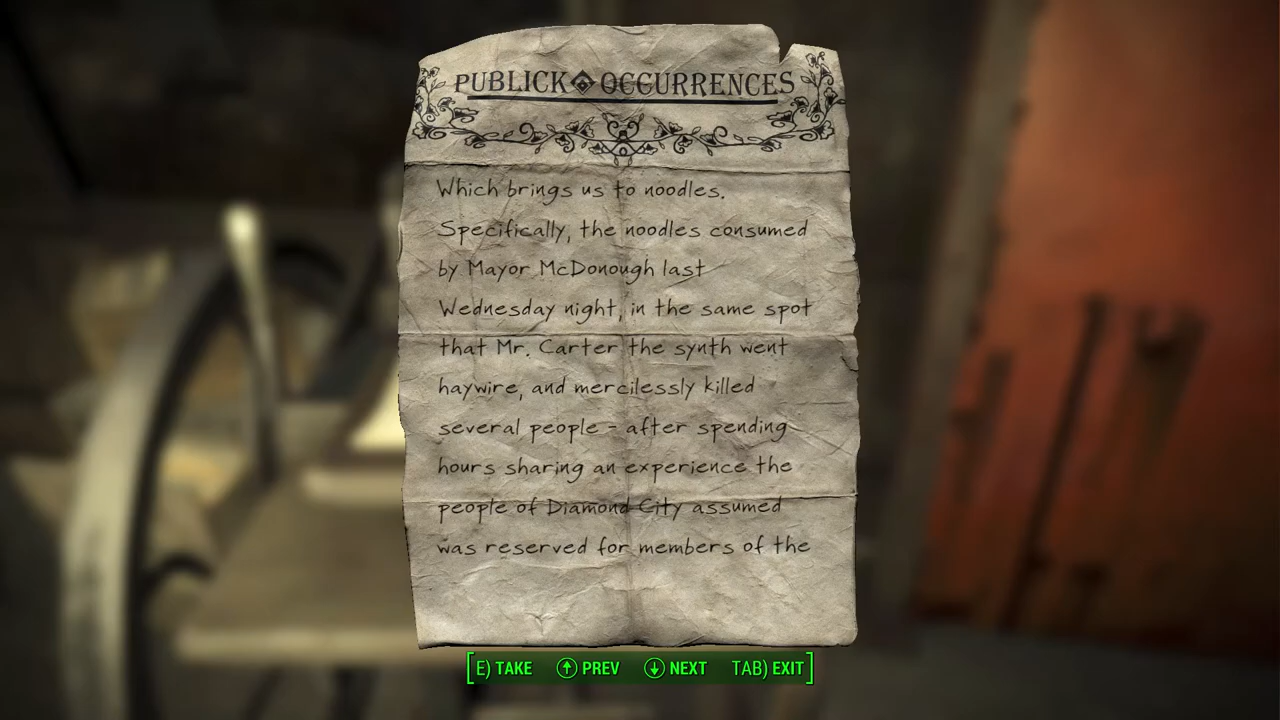 PUBLICK OCCURRENCES
Which brings us to noodles.
Specifically, the noodles consumed
by Mayor McDonough last
Wednesday night, in the same spot
that Mr. Carter the synth went
haywire, and mercilessly killed
several people - after spending
hours sharing an experience the
people of Diamond City assumed
was reserved for members of the
E) TAKE PREV NEXT TAB) EXIT